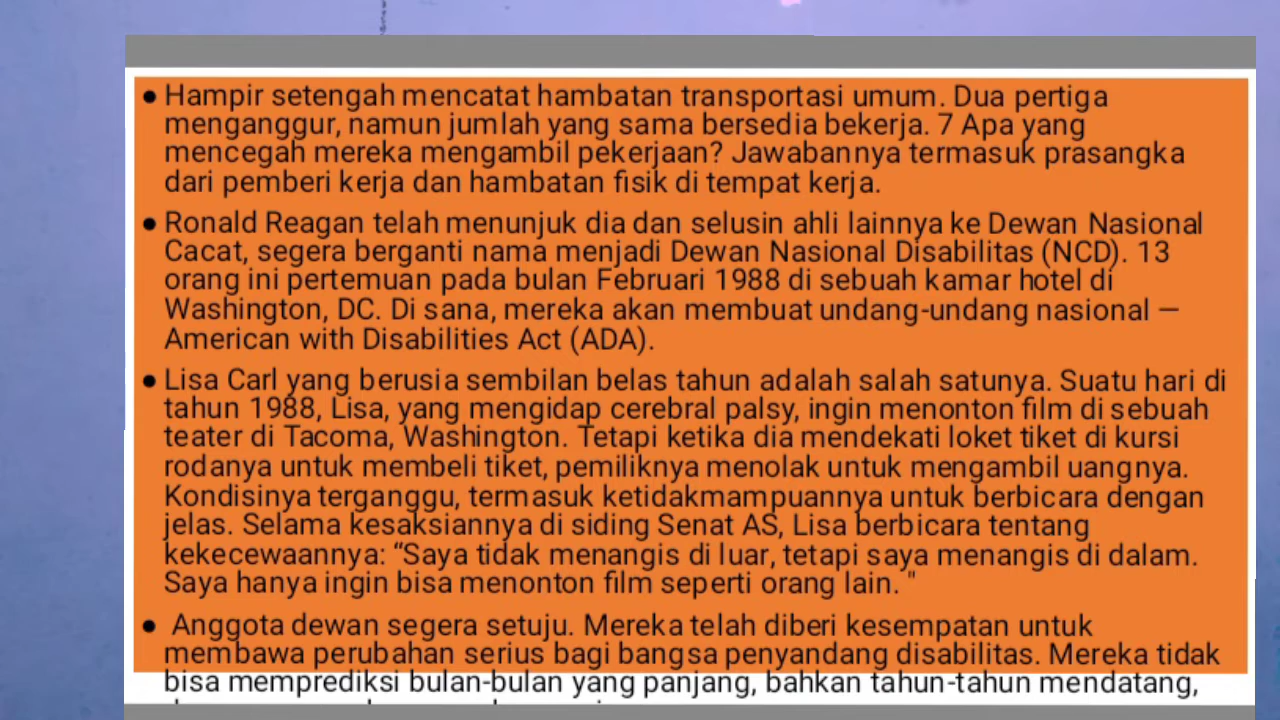 • Hampir setengah mencatat hambatan transportasi umum. Dua pertiga
menganggur, namun jumlah yang sama bersedia bekerja. 7 Apa yang
mencegah mereka mengambil pekerjaan? Jawabannya termasuk prasangka
dari pemberi kerja dan hambatan fisik di tempat kerja.
• Ronald Reagan telah menunjuk dia dan selusin ahli lainnya ke Dewan Nasional
Cacat, segera berganti nama menjadi Dewan Nasional Disabilitas (NCD). 13
orang ini pertemuan pada bulan Februari 1988 di sebuah kamar hotel di
Washington, DC. Di sana, mereka akan membuat undang-undang nasional —
American with Disabilities Act (ADA).
• Lisa Carl yang berusia sembilan belas tahun adalah salah satunya. Suatu hari di
tahun 1988, Lisa, yang mengidap cerebral palsy, ingin menonton film di sebuah
teater di Tacoma, Washington. Tetapi ketika dia mendekati loket tiket di kursi
rodanya untuk membeli tiket, pemiliknya menolak untuk mengambil uangnya.
Kondisinya terganggu, termasuk ketidakmampuannya untuk berbicara dengan
jelas. Selama kesaksiannya di siding Senat AS, Lisa berbicara tentang
kekecewaannya: “Saya tidak menangis di luar, tetapi saya menangis di dalam.
Saya hanya ingin bisa menonton film seperti orang lain. "
• Anggota dewan segera setuju. Mereka telah diberi kesempatan untuk
membawa perubahan serius bagi bangsa penyandang disabilitas. Mereka tidak
bisa memprediksi bulan-bulan yang panjang, bahkan tahun-tahun mendatang,